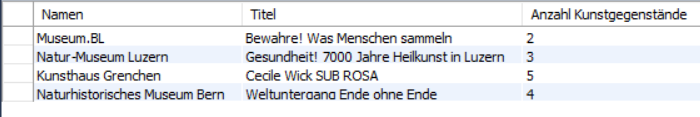 Namen Titel Anzahl Kunstgegenstände
Museum.BL Bewahre! Was Menschen sammeln 2
Natur-Museum Luzern Gesundheit! 7000 Jahre Heilkunst in Luzern 3
Kunsthaus Grenchen Cecile Wick SUB ROSA 5
Naturhistorisches Museum Bern Weltuntergang Ende ohne Ende 4